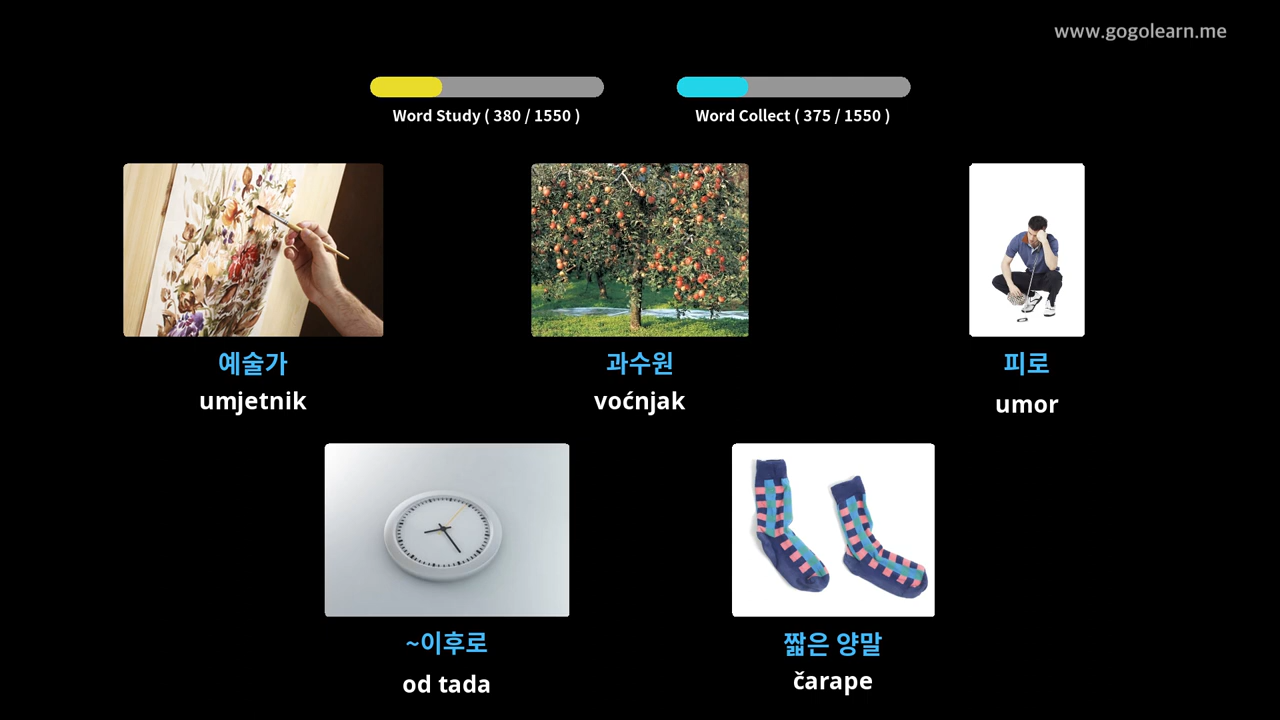 www.gogolearn.me
Word Study ( 380 / 1550 )
Word Collect ( 375 / 1550 )
예술가
umjetnik
과수원
voćnjak
피로
umor
~이후로
od tada
짧은 양말
čarape